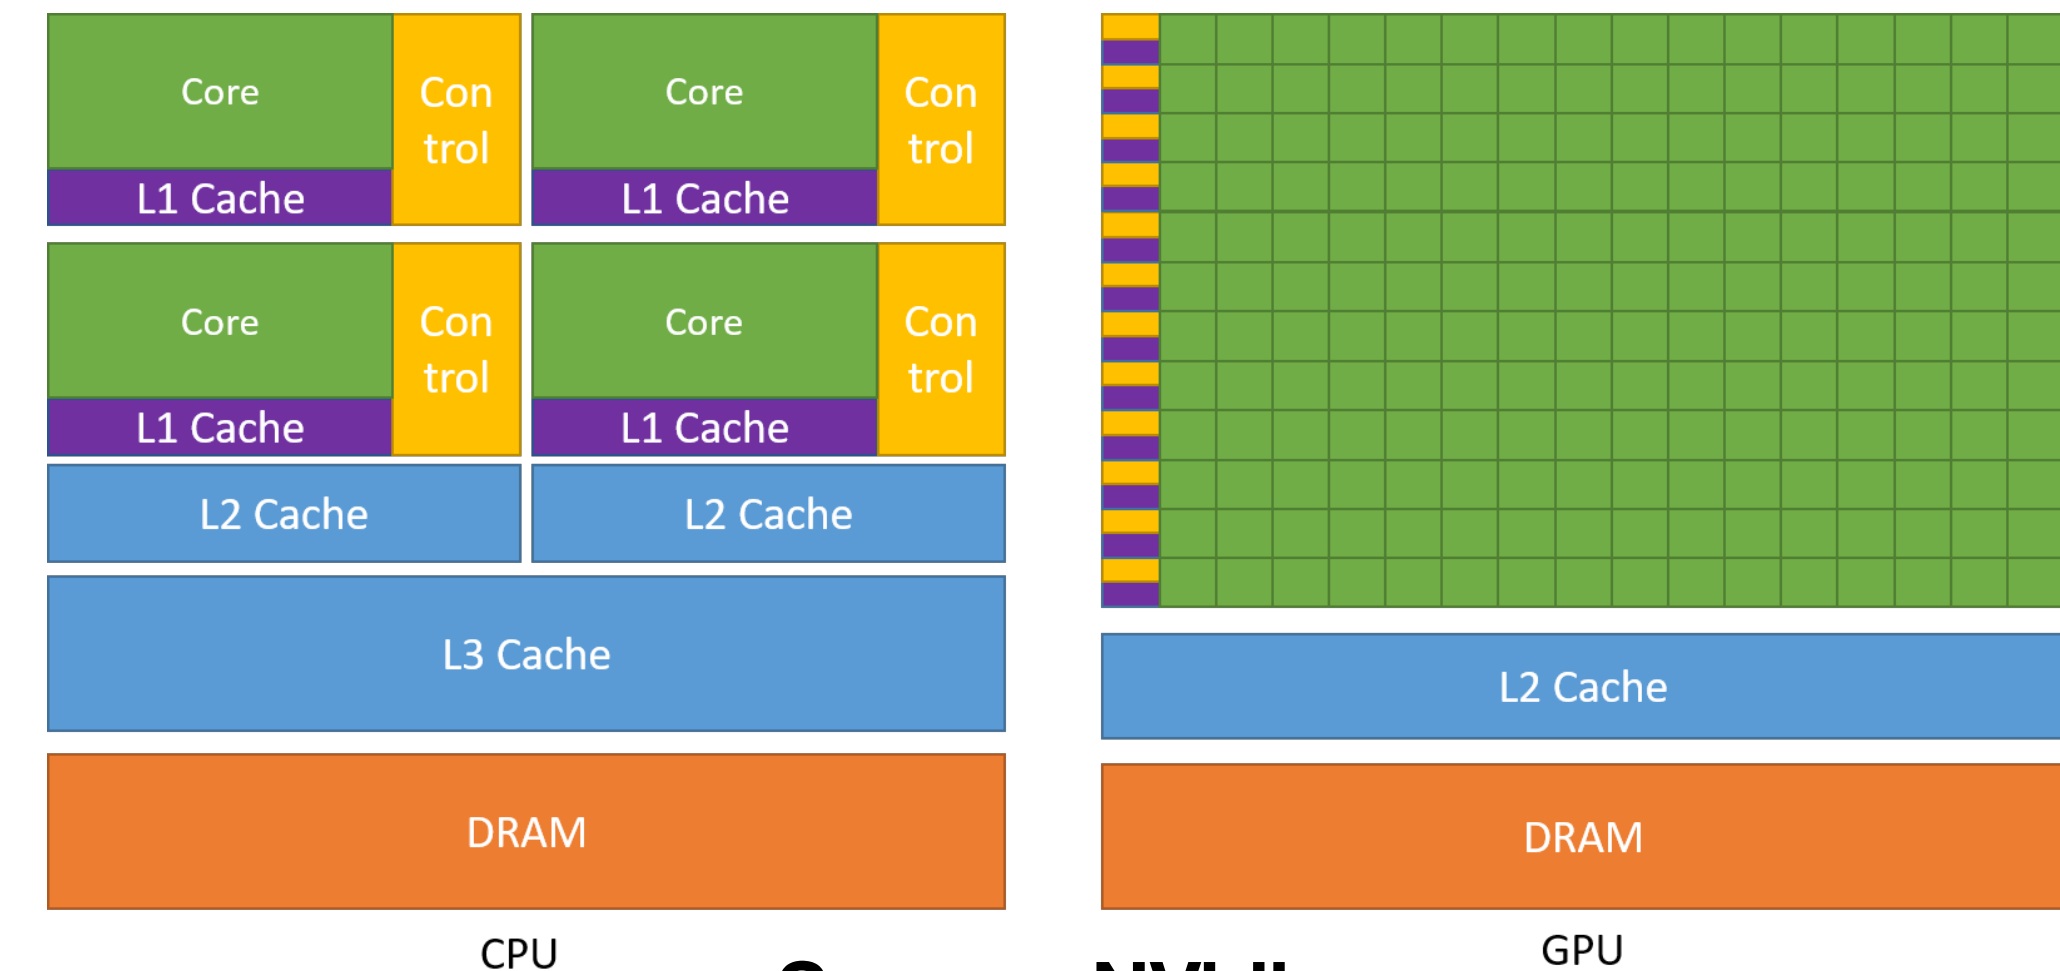 Core
Con
trol
L1 Cache
Core
Con
trol
L1 Cache
Core
Con
trol
L1 Cache
Core
Con
trol
L1 Cache
L2 Cache
L2 Cache
L3 Cache
DRAM
CPU
L2 Cache
DRAM
GPU